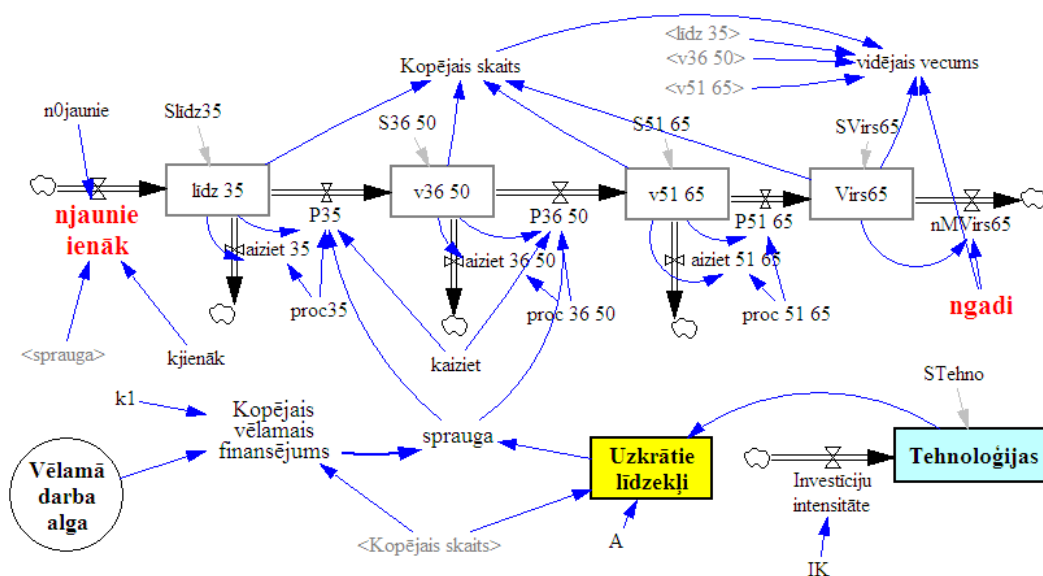 <līdz 35>
<v36 50>
<v51 65>
Kopējais skaits
vidējais vecums
n0jaunie
Slīdz35
S36 50
S51 65
SVirs65
līdz 35
v36 50
v51 65
Virs65
njaunie
ienāk
P35
P36 50
P51 65
nMVirs65
aiziet 35
aiziet 36 50
aiziet 51 65
proc35
proc 36 50
proc 51 65
ngadi
<sprauga>
kjienāk
kaiziet
k1
Kopējais
vēlamais
finansējums
sprauga
STehno
Vēlamā
darba
alga
Uzkrātie
līdzekļi
Tehnoloģijas
Investīciju
intensitāte
<Kopējais skaits>
A
IK